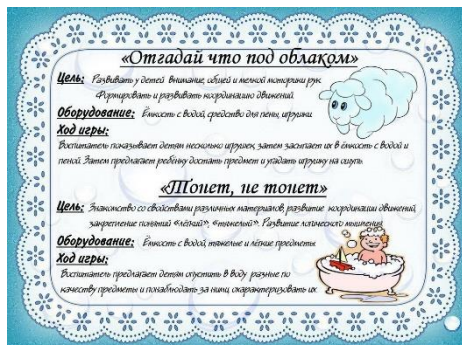 «Отгадай что под облаком»
Цель: Развивать у детей внимание, общей и мелкой моторики рук.
Формировать и развивать координацию движений.
Оборудование: Ёмкость с водой, средство для пены, игрушки
Ход игры:
Воспитатель показывает детям несколько игрушек, затем засыпает их в ёмкость с водой и
пеной. Затем предлагает ребёнку достать предмет и угадать игрушку на ощупь.
«Тонет, не тонет»
Цель: Знакомство со свойствами различных материалов, развитие координации движений,
закрепление понятий «лёгкий», «тяжелый». Развитие логического мышления.
Оборудование: Ёмкость с водой, тяжелые и лёгкие предметы
Ход игры:
Воспитатель предлагает детям опустить в воду разные по
качеству предметы и понаблюдать за ними, охарактеризовать их.